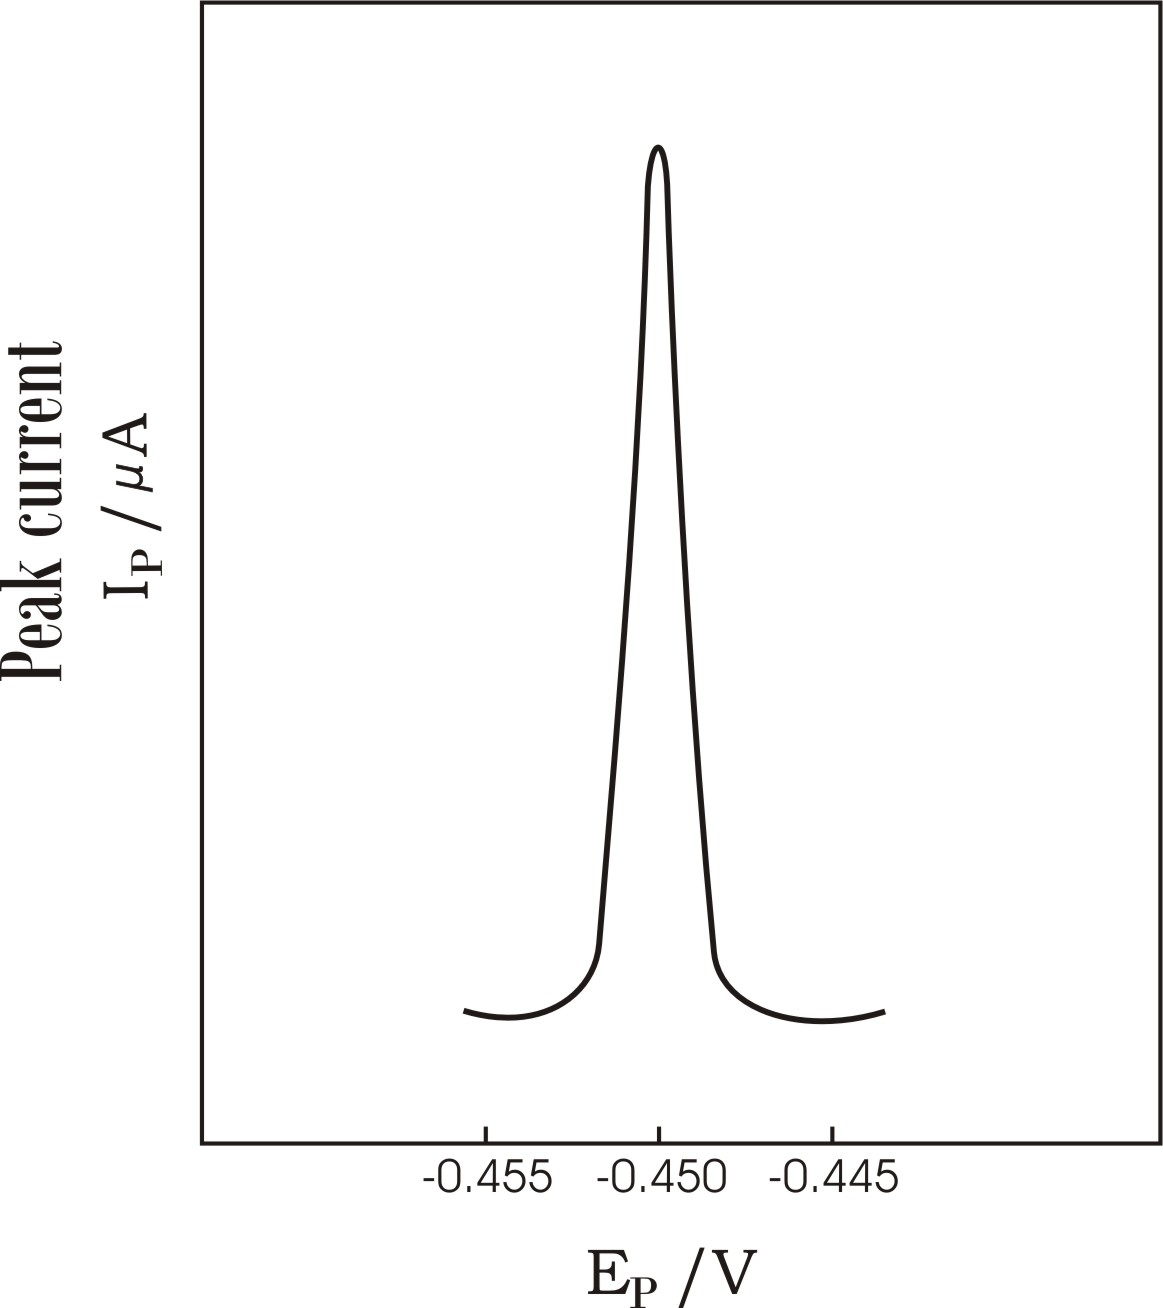 Peak current
I_P / μA
-0.455 -0.450 -0.445
E_P /V